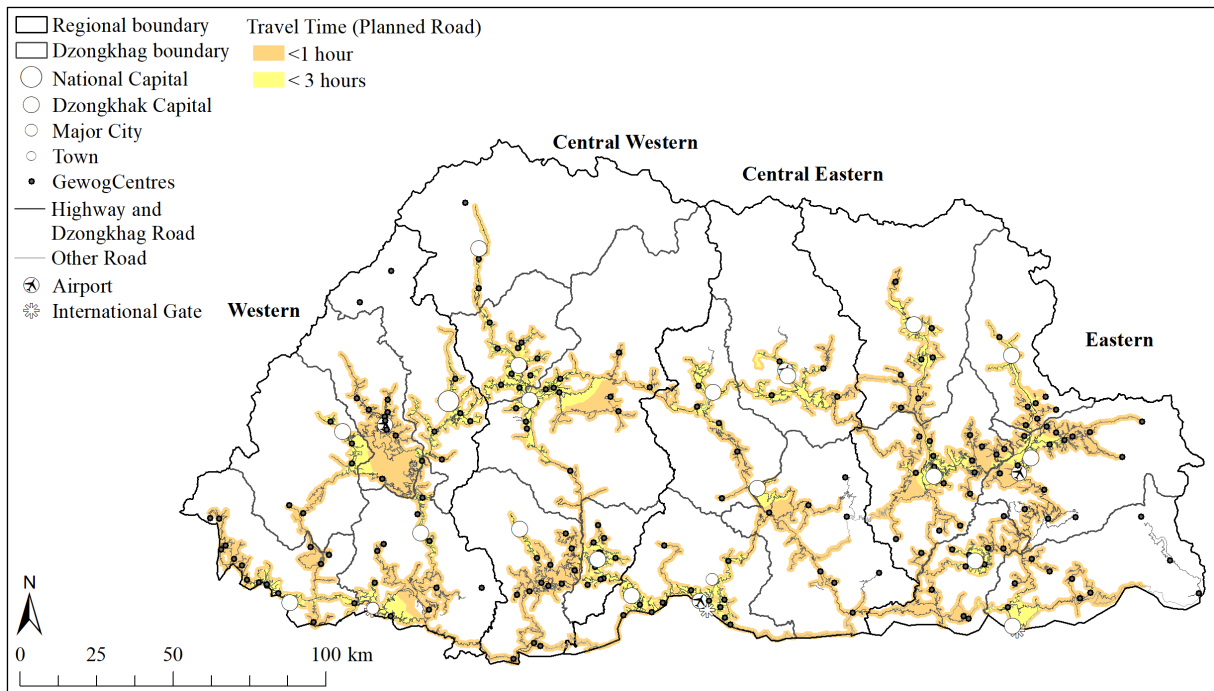 Regional boundary
Dzongkhag boundary
National Capital
Dzongkhak Capital
Major City
Town
GewogCentres
Highway and
Dzongkhag Road
Other Road
Airport
International Gate
Travel Time (Planned Road)
<1 hour
< 3 hours
Central Western
Central Eastern
Western
Eastern
N
0 25 50 100 km